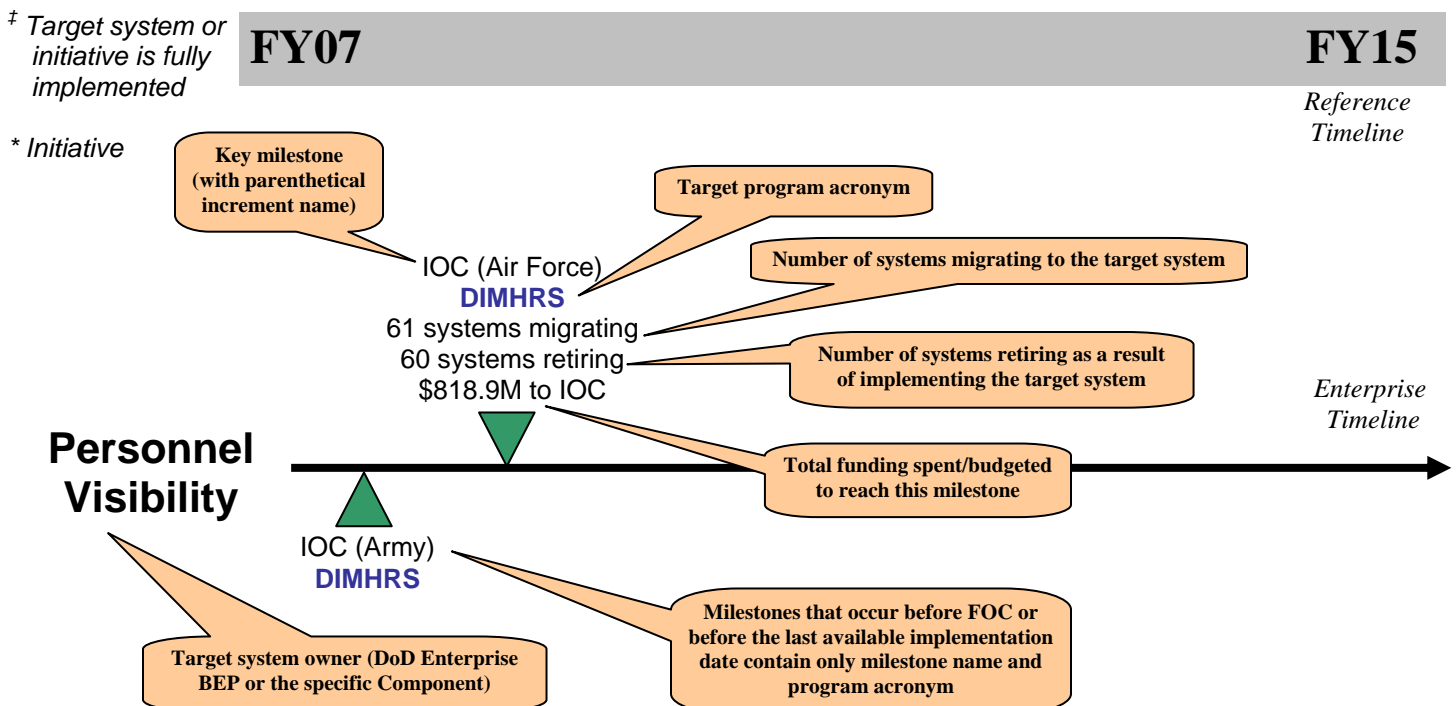 ‡ Target system or
initiative is fully
implemented
FY07
FY15
Reference
Timeline
* Initiative
Key milestone
(with parenthetical
increment name)
Target program acronym
IOC (Air Force)
DIMHRS
61 systems migrating
60 systems retiring
$818.9M to IOC
Number of systems migrating to the target system
Number of systems retiring as a result
of implementing the target system
Enterprise
Timeline
Personnel
Visibility
Total funding spent/budgeted
to reach this milestone
IOC (Army)
DIMHRS
Target system owner (DoD Enterprise
BEP or the specific Component)
Milestones that occur before FOC or
before the last available implementation
date contain only milestone name and
program acronym